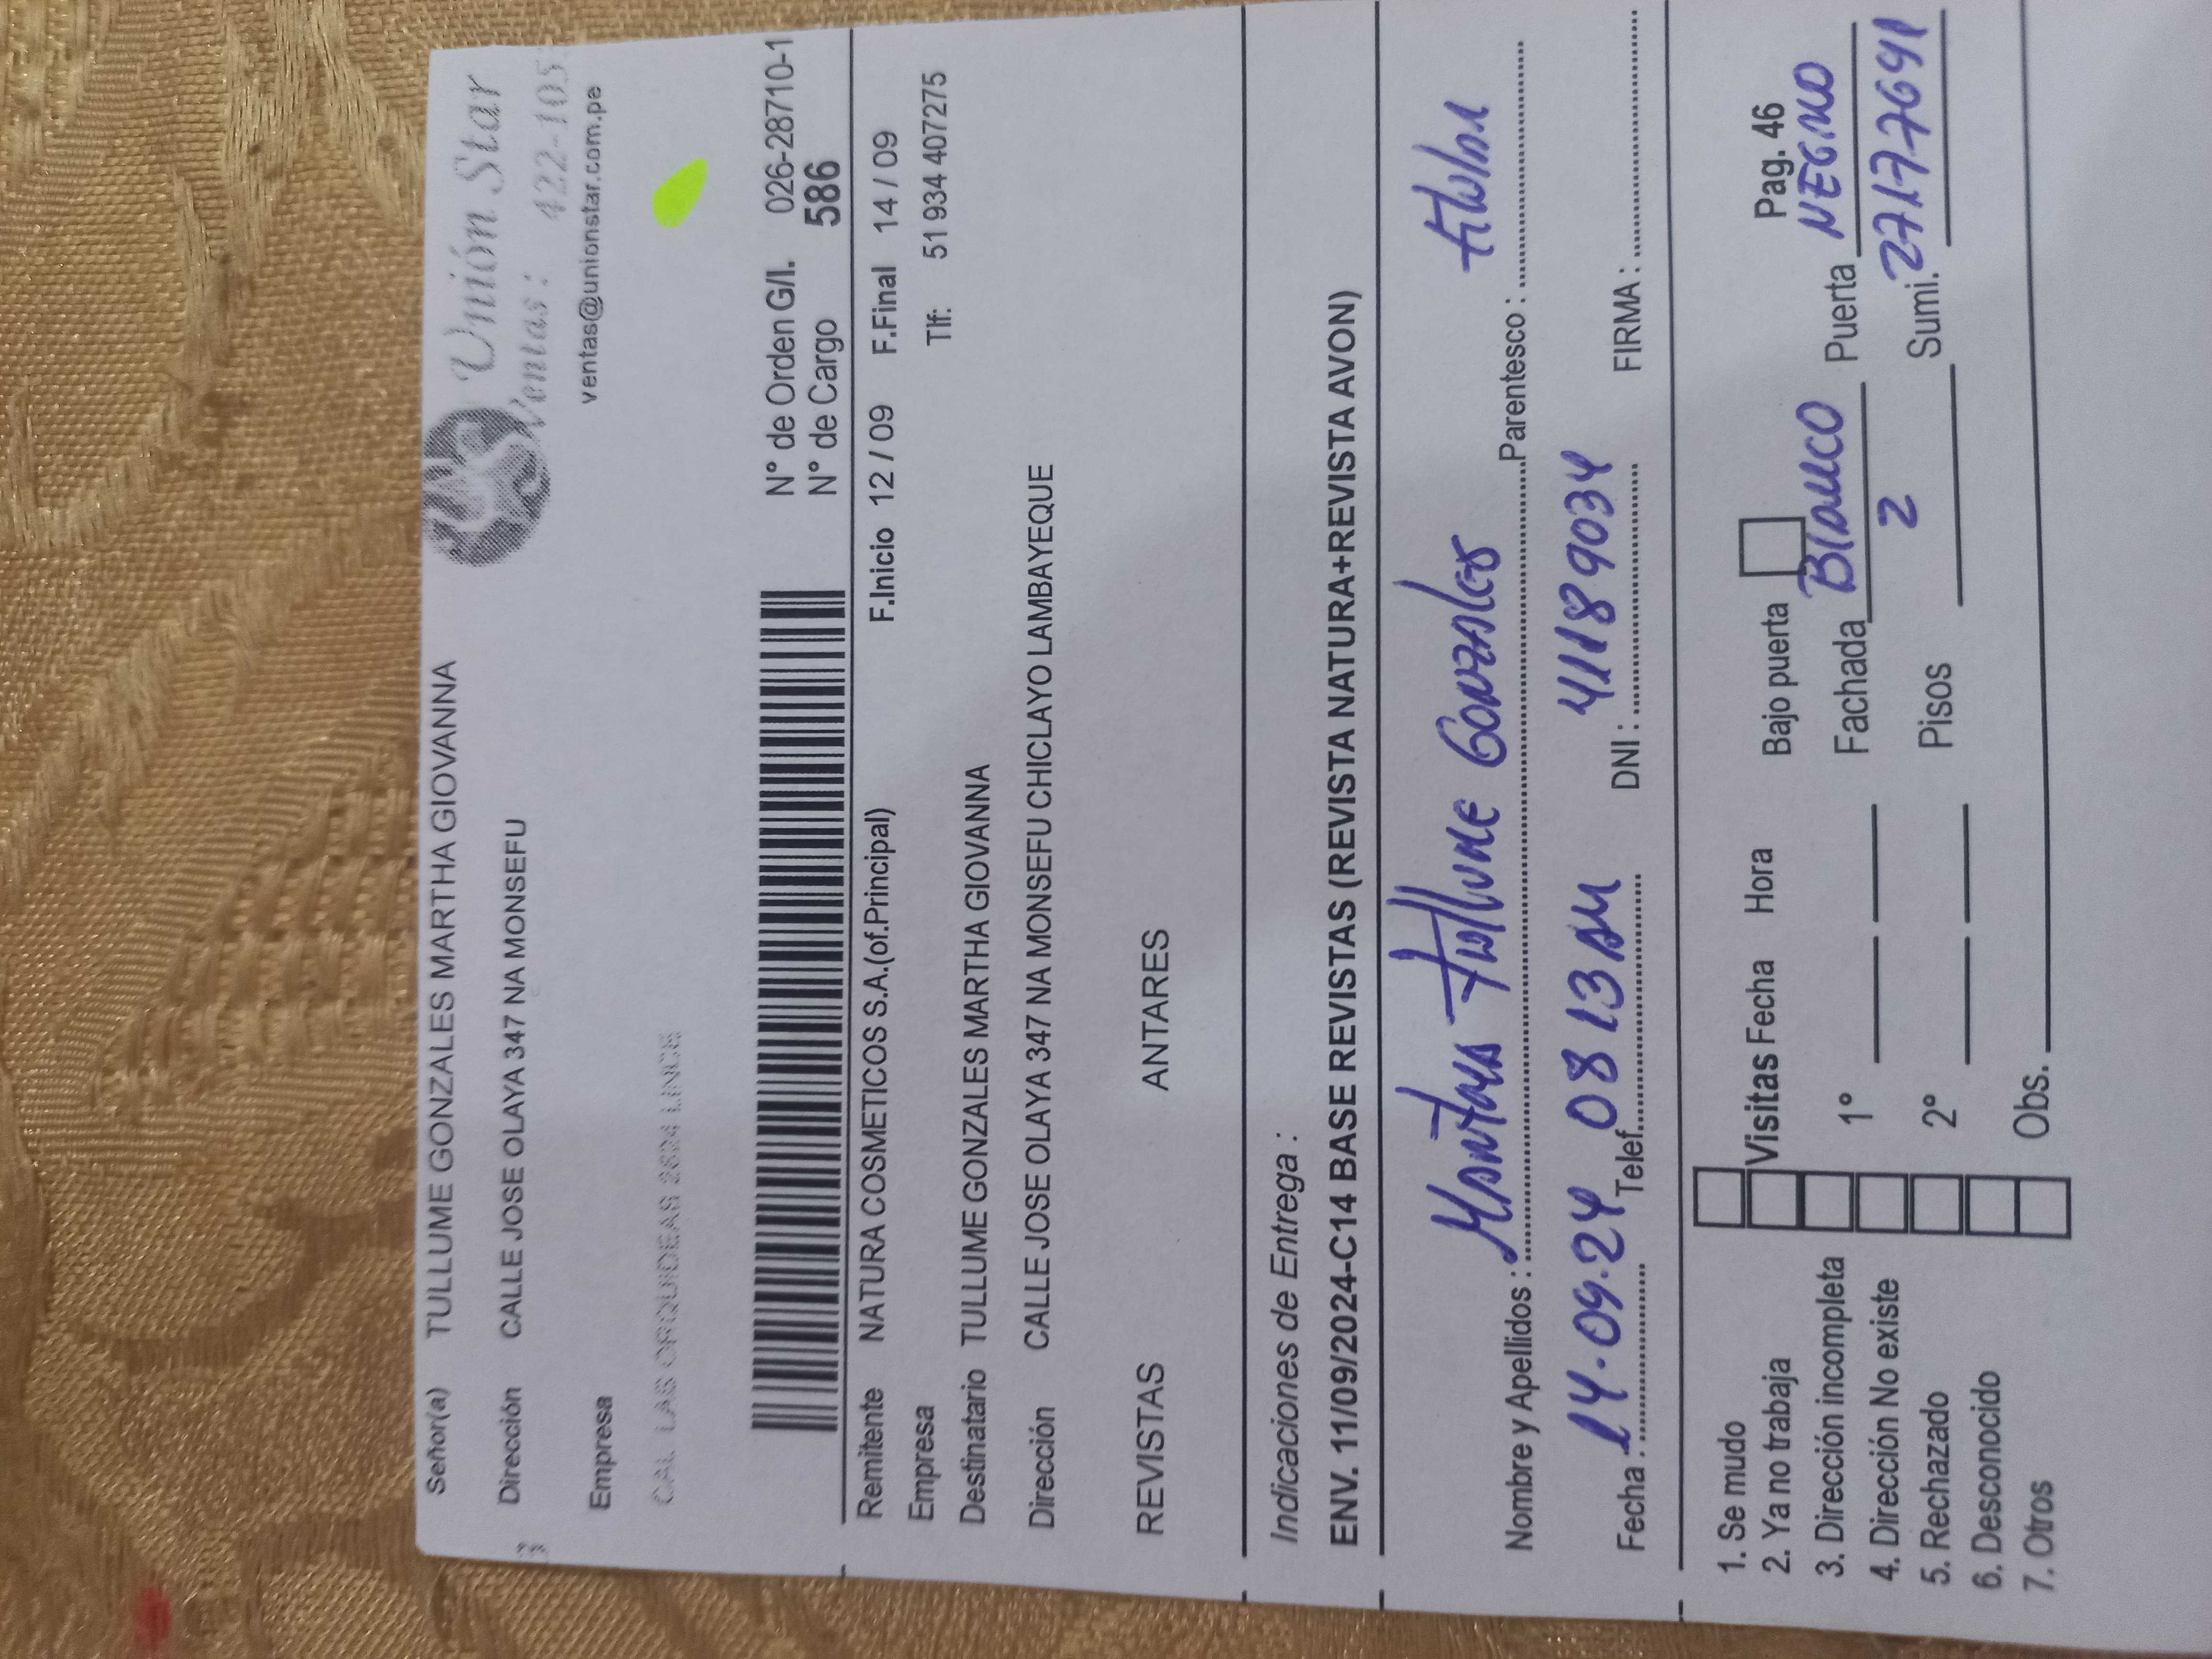 Unión Star
Ventas: 422-105
ventas@unionstar.com.pe
Señor(a) TULLUME GONZALES MARTHA GIOVANNA
Dirección CALLE JOSE OLAYA 347 NA MONSEFU
Empresa
CAL. LAS ORQUIDEAS 2624 LINCE
N° de Orden G/I. 026-28710-1
N° de Cargo 586
Remitente NATURA COSMETICOS S.A.(of.Principal) F.Inicio 12 / 09 F.Final 14 / 09
Empresa Tlf: 51 934 407275
Destinatario TULLUME GONZALES MARTHA GIOVANNA
Dirección CALLE JOSE OLAYA 347 NA MONSEFU CHICLAYO LAMBAYEQUE
REVISTAS ANTARES
Indicaciones de Entrega :
ENV. 11/09/2024-C14 BASE REVISTAS (REVISTA NATURA+REVISTA AVON)
Nombre y Apellidos : Martha Tullume Gonzales Parentesco : titular
Fecha : 14.09.24 Telef. 08 13 AM DNI : 41189034 FIRMA :
1. Se mudo
2. Ya no trabaja
3. Dirección incompleta
4. Dirección No existe
5. Rechazado
6. Desconocido
7. Otros
Visitas Fecha Hora Bajo puerta Pag. 46
1° Fachada Blanco Puerta NEGRO
2° Pisos 2 Sumi. 27177691
Obs.